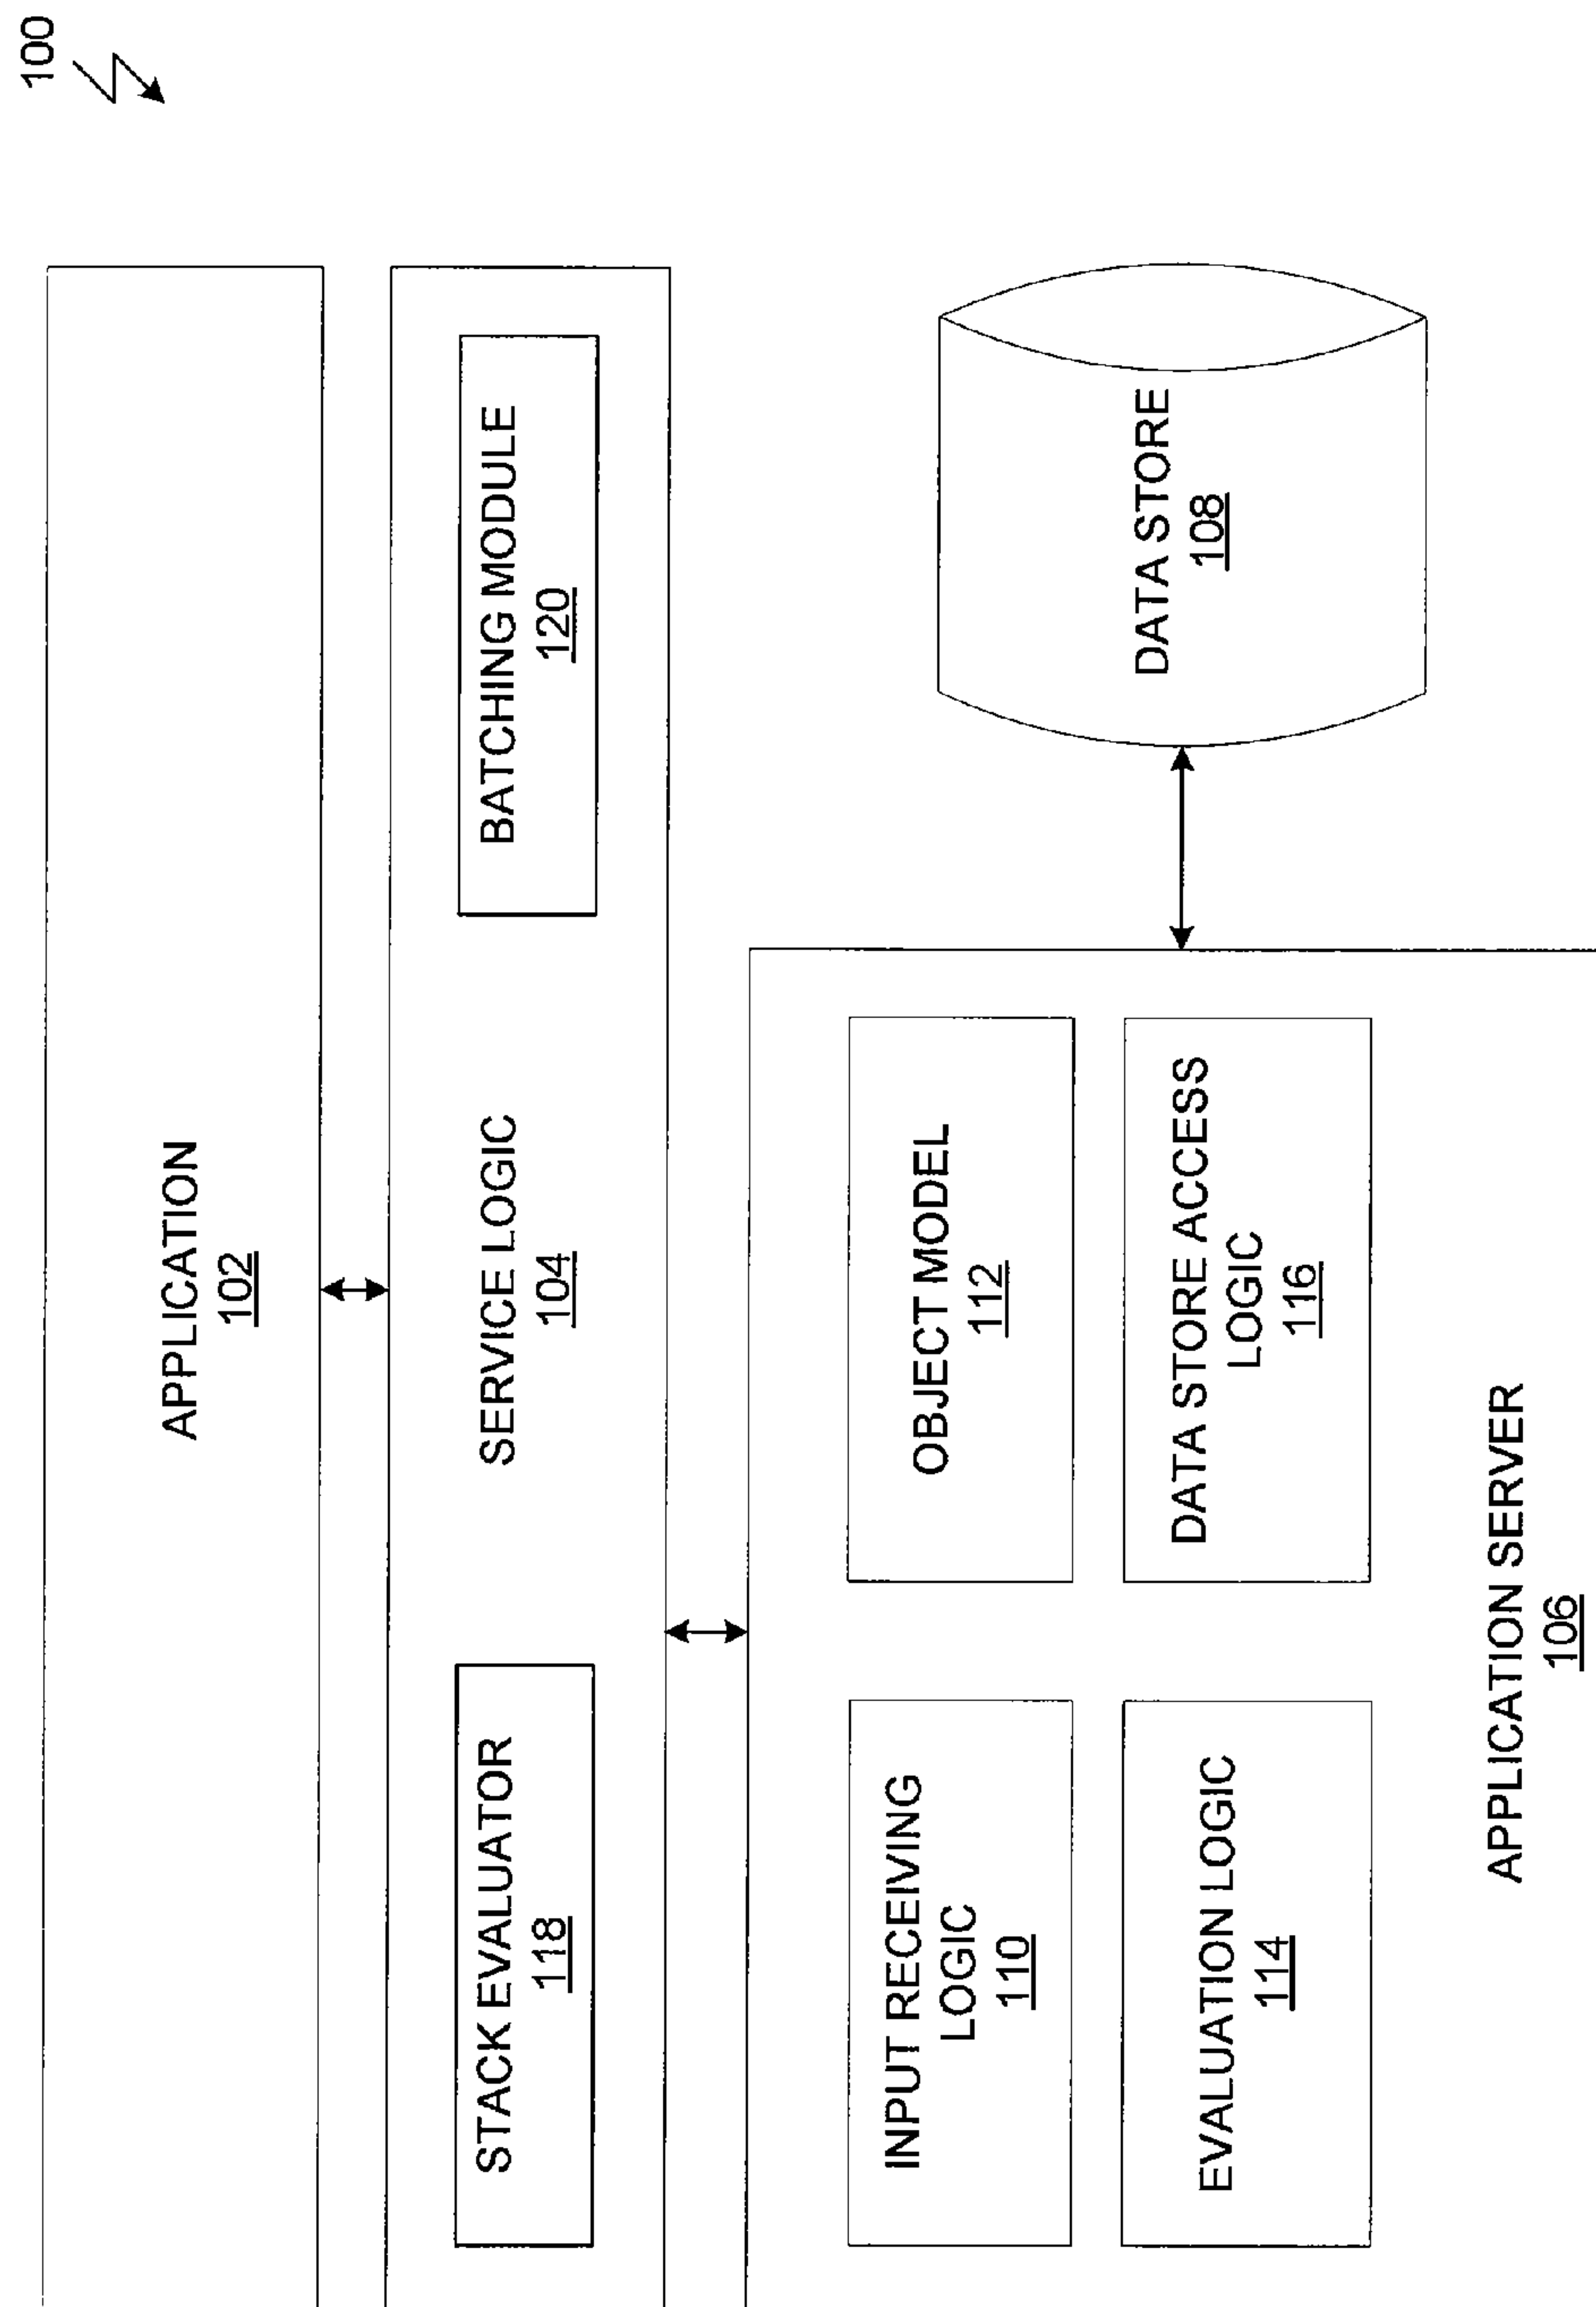 100
APPLICATION
102
STACK EVALUATOR
118
SERVICE LOGIC
104
BATCHING MODULE
120
INPUT RECEIVING
LOGIC
110
OBJECT MODEL
112
EVALUATION LOGIC
114
DATA STORE ACCESS
LOGIC
116
APPLICATION SERVER
106
DATA STORE
108